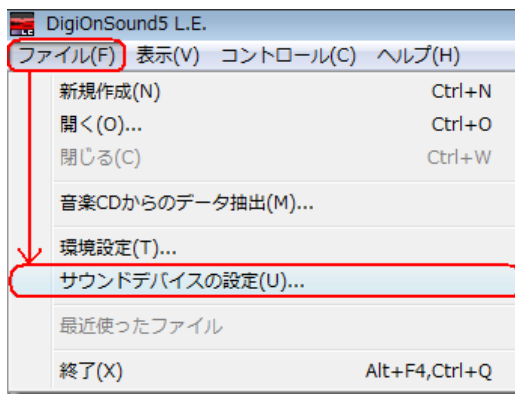 DigiOnSound5 L.E.
ファイル(F) 表示(V) コントロール(C) ヘルプ(H)
新規作成(N) Ctrl+N
開く(O)... Ctrl+O
閉じる(C) Ctrl+W
音楽CDからのデータ抽出(M)...
環境設定(T)...
サウンドデバイスの設定(U)...
最近使ったファイル
終了(X) Alt+F4,Ctrl+Q